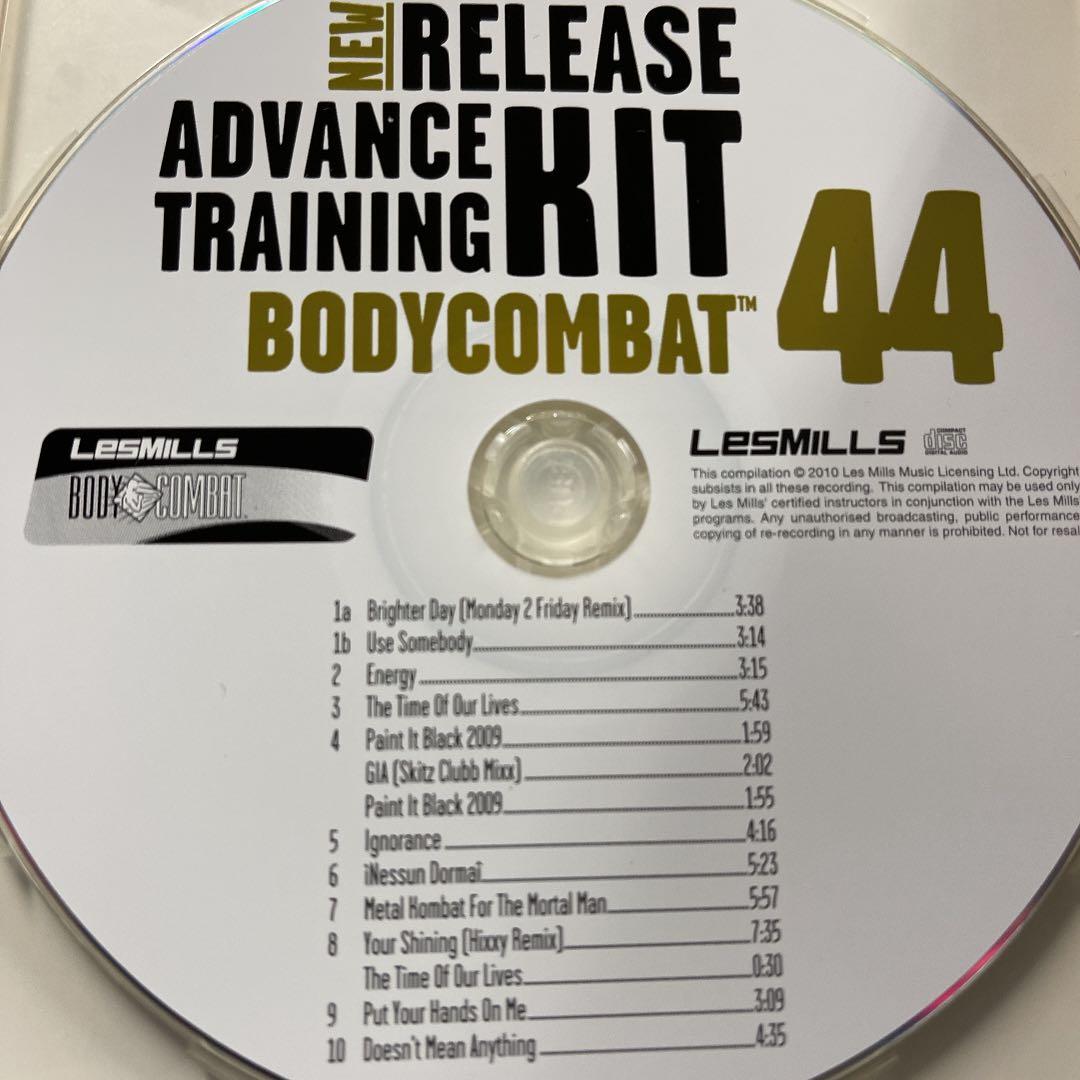 NEW RELEASE
ADVANCE
TRAINING KIT
BODYCOMBAT™ 44
LESMILLS
BODY COMBAT
LESMILLS COMPACT disc DIGITAL AUDIO
This compilation © 2010 Les Mills Music Licensing Ltd. Copyright
subsists in all these recording. This compilation may be used only
by Les Mills' certified instructors in conjunction with the Les Mills
programs. Any unauthorised broadcasting, public performance
copying of re-recording in any manner is prohibited. Not for resal
1a Brighter Day (Monday 2 Friday Remix) 3:38
1b Use Somebody 3:14
2 Energy 3:15
3 The Time Of Our Lives 5:43
4 Paint It Black 2009 1:59
GIA (Skitz Clubb Mixx) 2:02
Paint It Black 2009 1:55
5 Ignorance 4:16
6 iNessun Dormaî 5:23
7 Metal Kombat For The Mortal Man 5:57
8 Your Shining (Hixxy Remix) 7:35
The Time Of Our Lives 0:30
9 Put Your Hands On Me 3:09
10 Doesn't Mean Anything 4:35